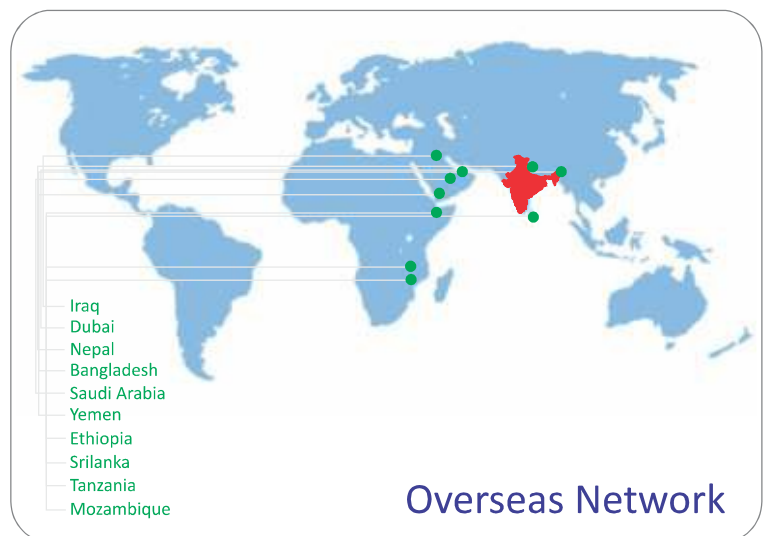 Iraq
Dubai
Nepal
Bangladesh
Saudi Arabia
Yemen
Ethiopia
Srilanka
Tanzania
Mozambique
Overseas Network